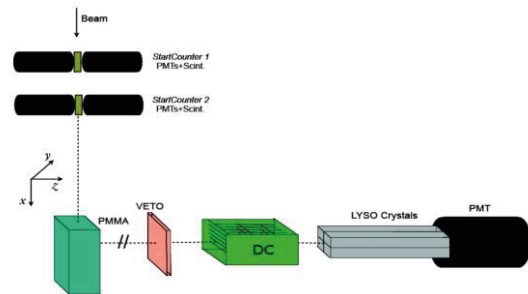 Beam
StartCounter 1
PMTs+Scint.
StartCounter 2
PMTs+Scint.
y
z
x
PMMA
VETO
DC
LYSO Crystals
PMT